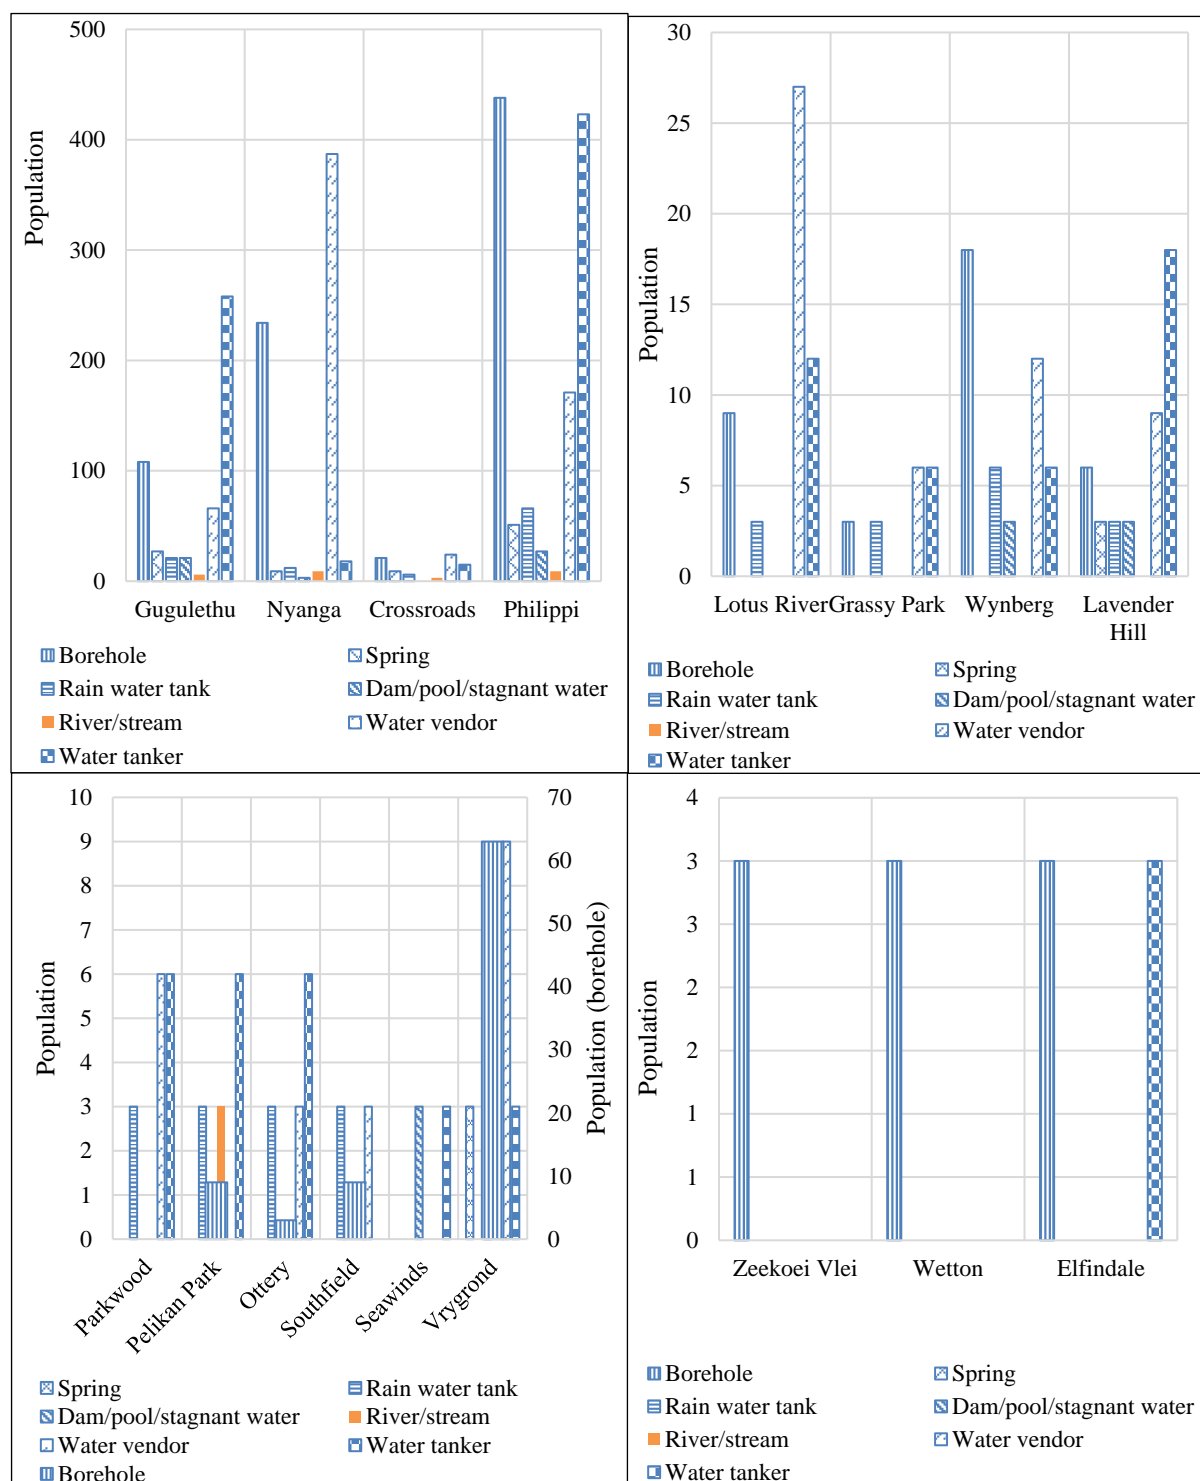 500
400
300
200
100
0
Population
Gugulethu Nyanga Crossroads Philippi
Borehole Spring
Rain water tank Dam/pool/stagnant water
River/stream Water vendor
Water tanker
30
25
20
15
10
5
0
Population
Lotus River Grassy Park Wynberg Lavender
Hill
Borehole Spring
Rain water tank Dam/pool/stagnant water
River/stream Water vendor
Water tanker
10
9
8
7
6
5
4
3
2
1
0
Population
70
60
50
40
30
20
10
0
Population (borehole)
Parkwood
Pelikan Park
Ottery
Southfield
Seawinds
Vrygrond
Spring Rain water tank
Dam/pool/stagnant water River/stream
Water vendor Water tanker
Borehole
4
3
3
2
2
1
1
0
Population
Zeekoei Vlei Wetton Elfindale
Borehole Spring
Rain water tank Dam/pool/stagnant water
River/stream Water vendor
Water tanker